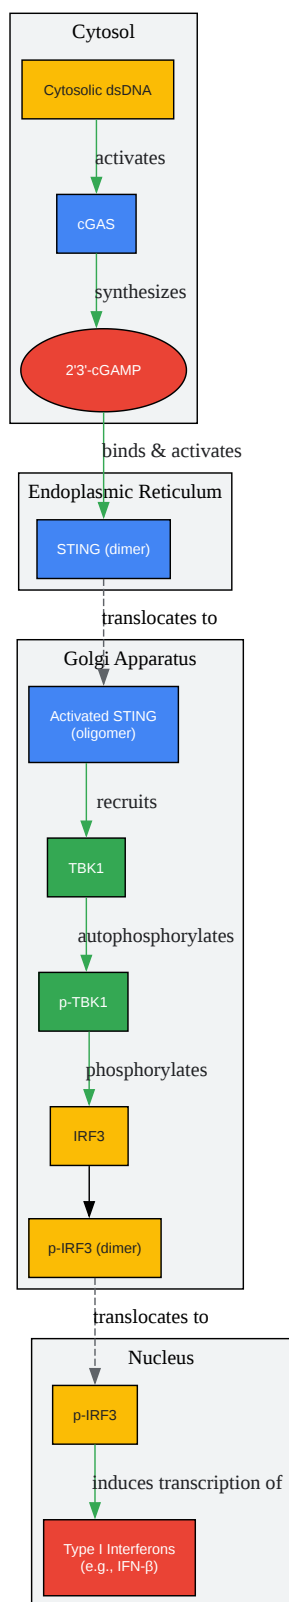 Cytosol
Cytosolic dsDNA
activates
cGAS
synthesizes
2'3'-cGAMP
binds & activates
Endoplasmic Reticulum
STING (dimer)
translocates to
Golgi Apparatus
Activated STING
(oligomer)
recruits
TBK1
autophosphorylates
p-TBK1
phosphorylates
IRF3
p-IRF3 (dimer)
translocates to
Nucleus
p-IRF3
induces transcription of
Type I Interferons
(e.g., IFN-β)